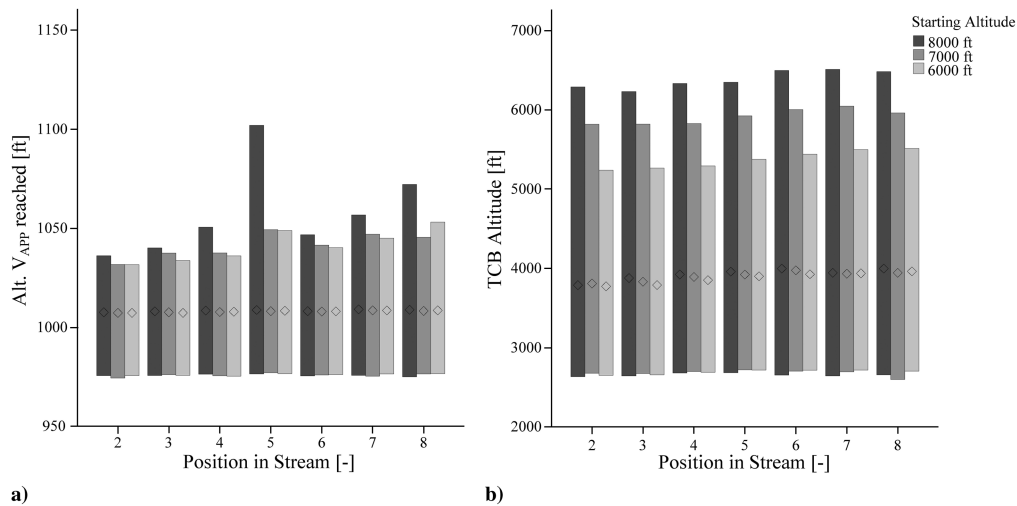 1150
1100
1050
1000
950
Alt. VAPP reached [ft]
2 3 4 5 6 7 8
Position in Stream [-]
a)
7000
6000
5000
4000
3000
2000
TCB Altitude [ft]
2 3 4 5 6 7 8
Position in Stream [-]
b)
Starting Altitude
8000 ft
7000 ft
6000 ft